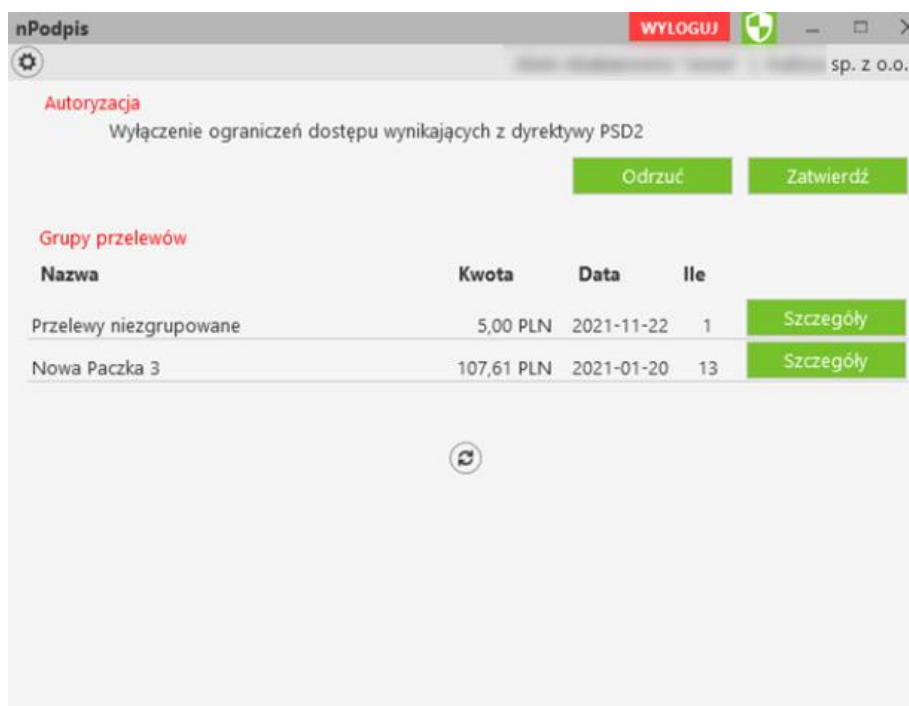 nPodpis WYLOGUJ
sp. z o.o.
Autoryzacja
Wyłączenie ograniczeń dostępu wynikających z dyrektywy PSD2
Odrzuć Zatwierdź
Grupy przelewów
Nazwa Kwota Data Ile
Przelewy niezgrupowane 5,00 PLN 2021-11-22 1 Szczegóły
Nowa Paczka 3 107,61 PLN 2021-01-20 13 Szczegóły